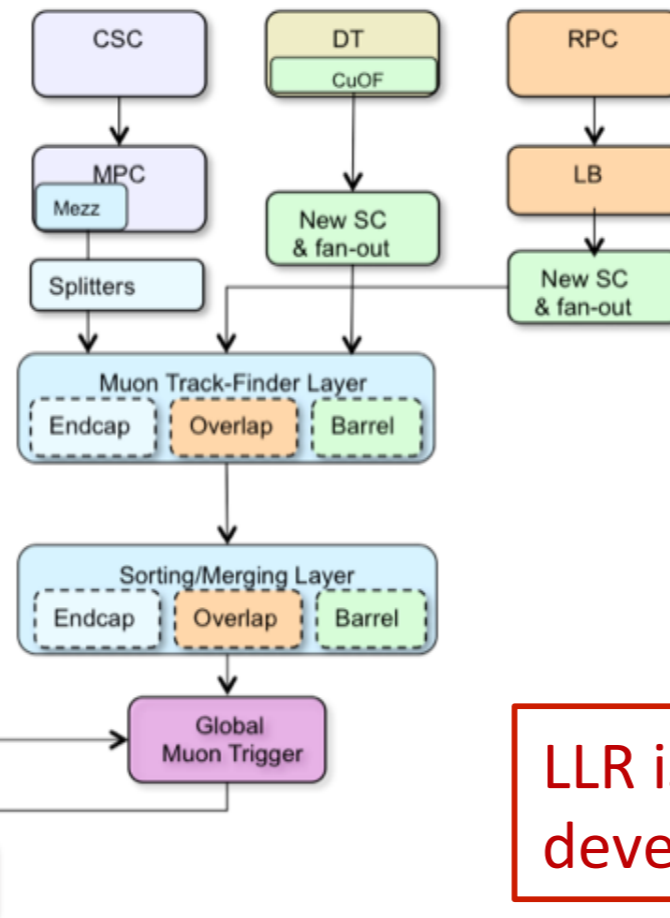 CSC
DT
RPC
CuOF
MPC
Mezz
LB
New SC
& fan-out
Splitters
New SC
& fan-out
Muon Track-Finder Layer
Endcap
Overlap
Barrel
Sorting/Merging Layer
Endcap
Overlap
Barrel
Global
Muon Trigger
LLR